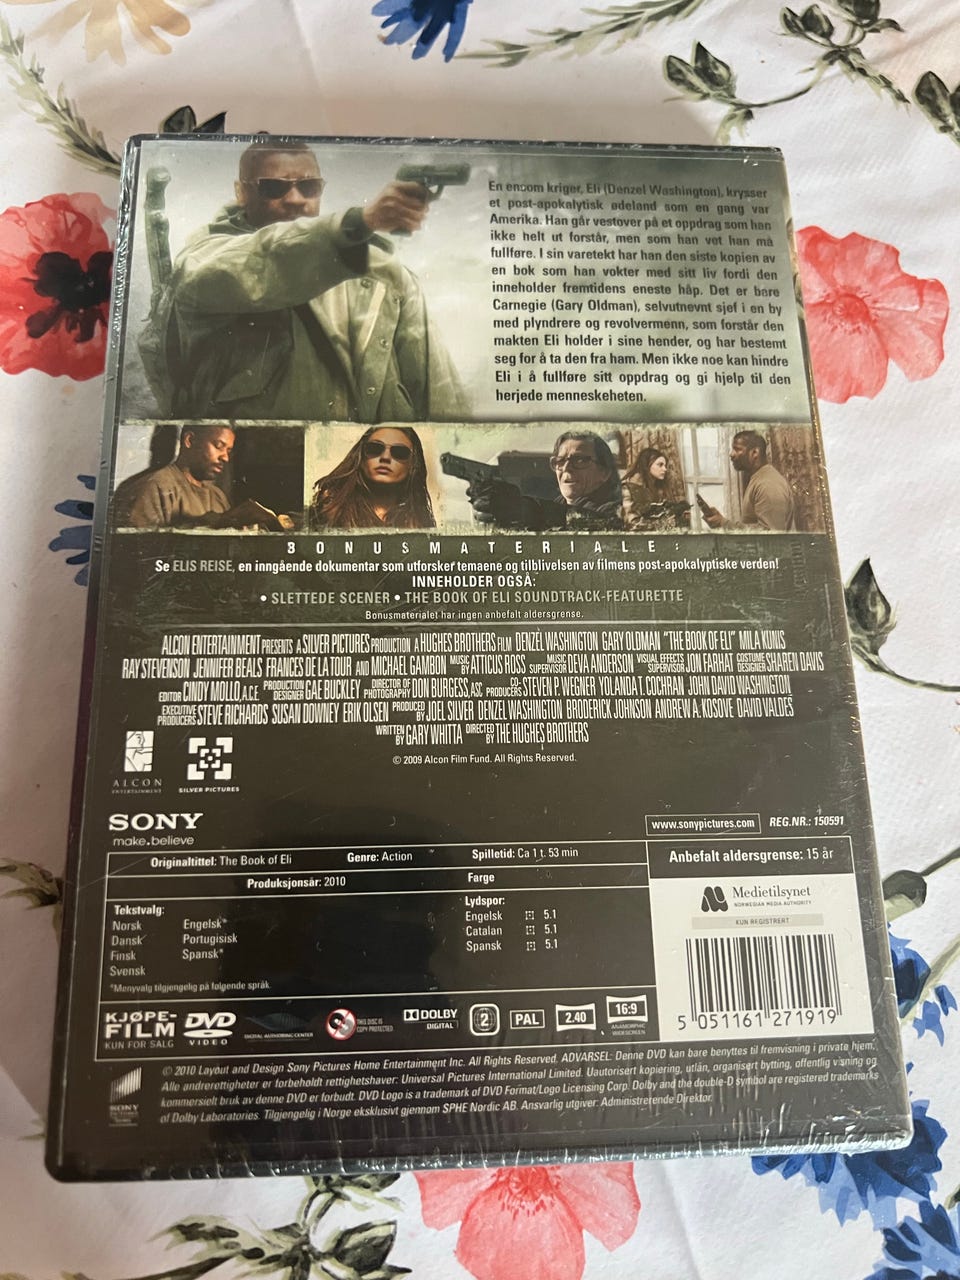 En ensom kriger, Eli (Denzel Washington), krysser
et post-apokalytisk ødeland som en gang var
Amerika. Han går vestover på et oppdrag som han
ikke helt ut forstår, men som han vet han må
fullføre. I sin varetekt har han den siste kopien av
en bok som han vokter med sitt liv fordi den
inneholder fremtidens eneste håp. Det er bare
Carnegie (Gary Oldman), selvutnevnt sjef i en by
med plyndrere og revolvermenn, som forstår den
makten Eli holder i sine hender, og har bestemt
seg for å ta den fra ham. Men ikke noe kan hindre
Eli i å fullføre sitt oppdrag og gi hjelp til den
herjede menneskeheten.
BONUSMATERIALE:
Se ELIS REISE, en inngående dokumentar som utforsker temaene og tilblivelsen av filmens post-apokalyptiske verden!
INNEHOLDER OGSÅ:
• SLETTEDE SCENER • THE BOOK OF ELI SOUNDTRACK-FEATURETTE
Bonusmaterialet har ingen anbefalt aldersgrense.
ALCON ENTERTAINMENT PRESENTS A SILVER PICTURES PRODUCTION A HUGHES BROTHERS FILM DENZEL WASHINGTON GARY OLDMAN "THE BOOK OF ELI" MILA KUNIS
RAY STEVENSON JENNIFER BEALS FRANCES DE LA TOUR AND MICHAEL GAMBON MUSIC BY ATTICUS ROSS MUSIC SUPERVISOR DEVA ANDERSON VISUAL EFFECTS SUPERVISOR JON FARHAT COSTUME DESIGNER SHAREN DAVIS
EDITOR CINDY MOLLO, A.C.E. PRODUCTION DESIGNER GAE BUCKLEY DIRECTOR OF PHOTOGRAPHY DON BURGESS, ASC CO-PRODUCERS STEVEN P. WEGNER YOLANDA T. COCHRAN JOHN DAVID WASHINGTON
EXECUTIVE PRODUCERS STEVE RICHARDS SUSAN DOWNEY ERIK OLSEN PRODUCED BY JOEL SILVER DENZEL WASHINGTON BRODERICK JOHNSON ANDREW A. KOSOVE DAVID VALDES
WRITTEN BY GARY WHITTA DIRECTED BY THE HUGHES BROTHERS
© 2009 Alcon Film Fund. All Rights Reserved.
ALCON
ENTERTAINMENT
SILVER PICTURES
SONY
make.believe
www.sonypictures.com REG.NR.: 150591
Originaltittel: The Book of Eli Genre: Action Spilletid: Ca 1 t. 53 min
Produksjonsår: 2010 Farge
Anbefalt aldersgrense: 15 år
Medietilsynet
NORWEGIAN MEDIA AUTHORITY
KUN REGISTRERT
Tekstvalg:
Norsk Engelsk*
Dansk Portugisisk
Finsk Spansk*
Svensk
*Menyvalg tilgjengelig på følgende språk
Lydspor:
Engelsk 5.1
Catalan 5.1
Spansk 5.1
5 051161 271919
KJØPE-
FILM
KUN FOR SALG
DVD
VIDEO
DIGITAL AUTHORING CENTER
THIS DISC IS
COPY PROTECTED
DOLBY
DIGITAL
2
PAL
2.40
16:9
ANAMORPHIC
WIDESCREEN
SONY
PICTURES
© 2010 Layout and Design Sony Pictures Home Entertainment Inc. All Rights Reserved. ADVARSEL: Denne DVD kan bare benyttes til fremvisning i private hjem.
Alle andrerettigheter er forbeholdt rettighetshaver: Universal Pictures International Limited. Uautorisert kopiering, utlån, organisert bytting, offentlig visning og
kommersielt bruk av denne DVD er forbudt. DVD Logo is a trademark of DVD Format/Logo Licensing Corp. Dolby and the double-D symbol are registered trademarks
of Dolby Laboratories. Tilgjengelig i Norge eksklusivt gjennom SPHE Nordic AB. Ansvarlig utgiver: Administrerende Direktør.